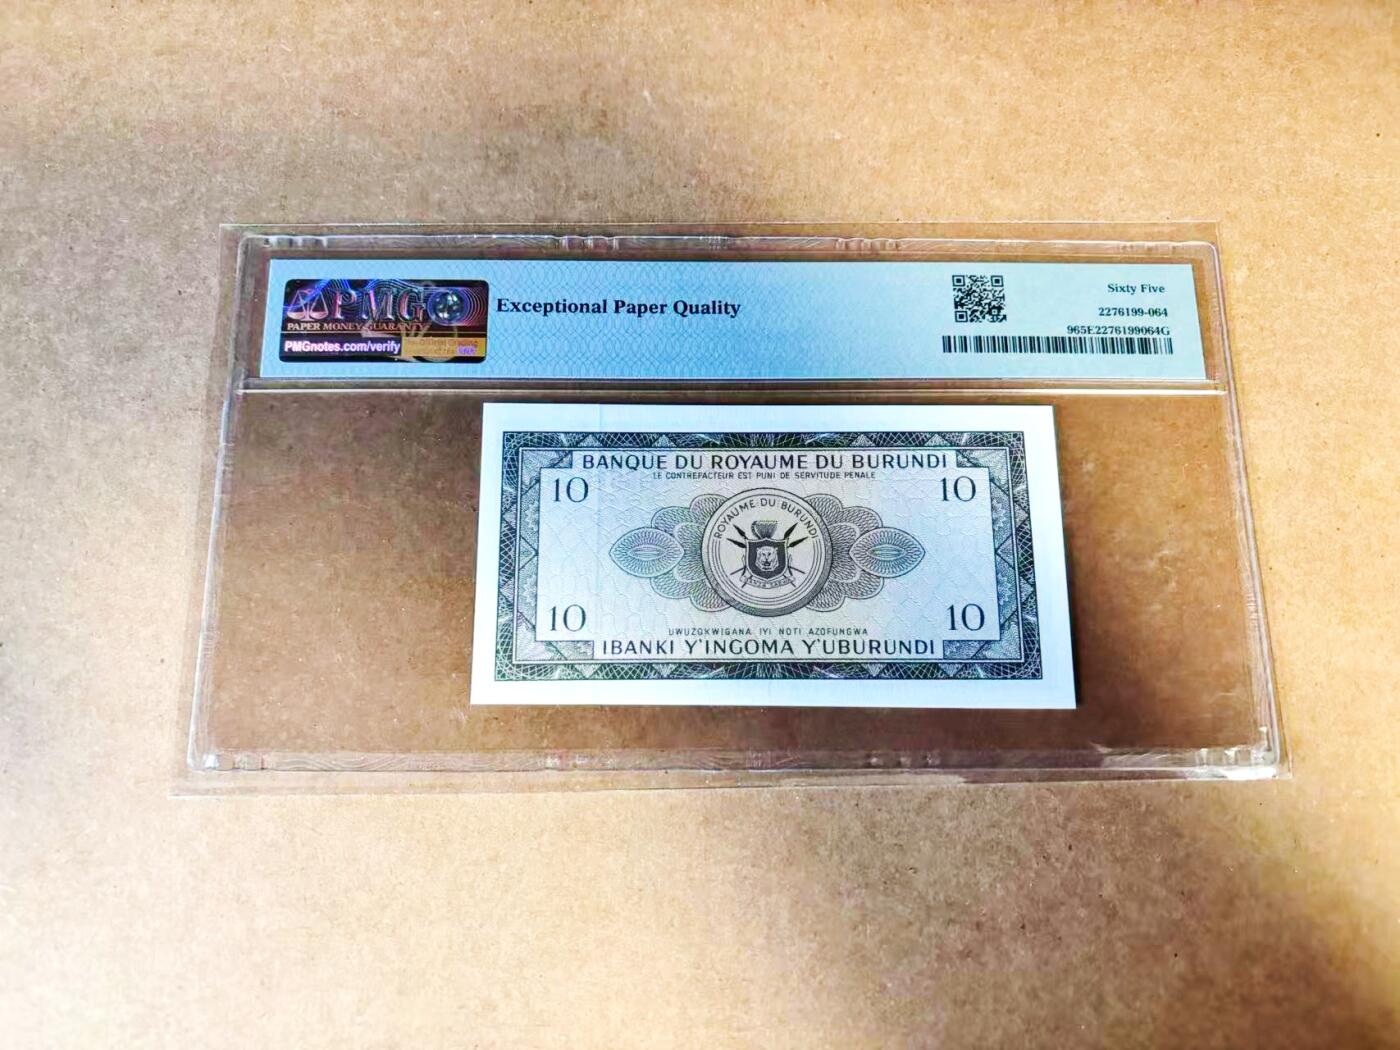 PMG
PAPER MONEY GUARANTY
PMGnotes.com/verify
Exceptional Paper Quality
Sixty Five
2276199-064
965E2276199064G
BANQUE DU ROYAUME DU BURUNDI
LE CONTREFACTEUR EST PUNI DE SERVITUDE PENALE
10 10
ROYAUME DU BURUNDI
10 10
UWUZOKWIGANA IYI NOTI AZOFUNGWA
IBANKI Y'INGOMA Y'UBURUNDI